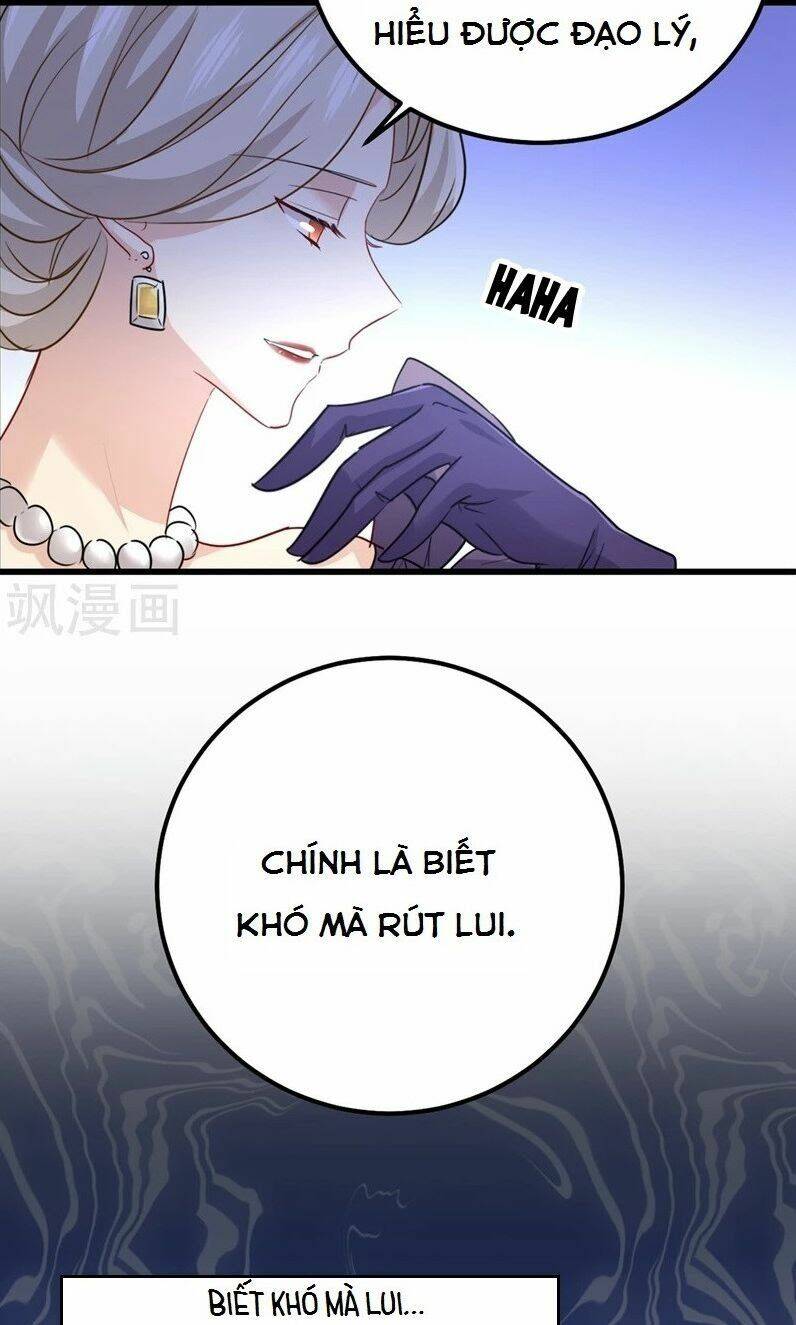 HIỂU ĐƯỢC ĐẠO LÝ,
HAHA
飒漫画
CHÍNH LÀ BIẾT
KHÓ MÀ RÚT LUI.
BIẾT KHÓ MÀ LUI...